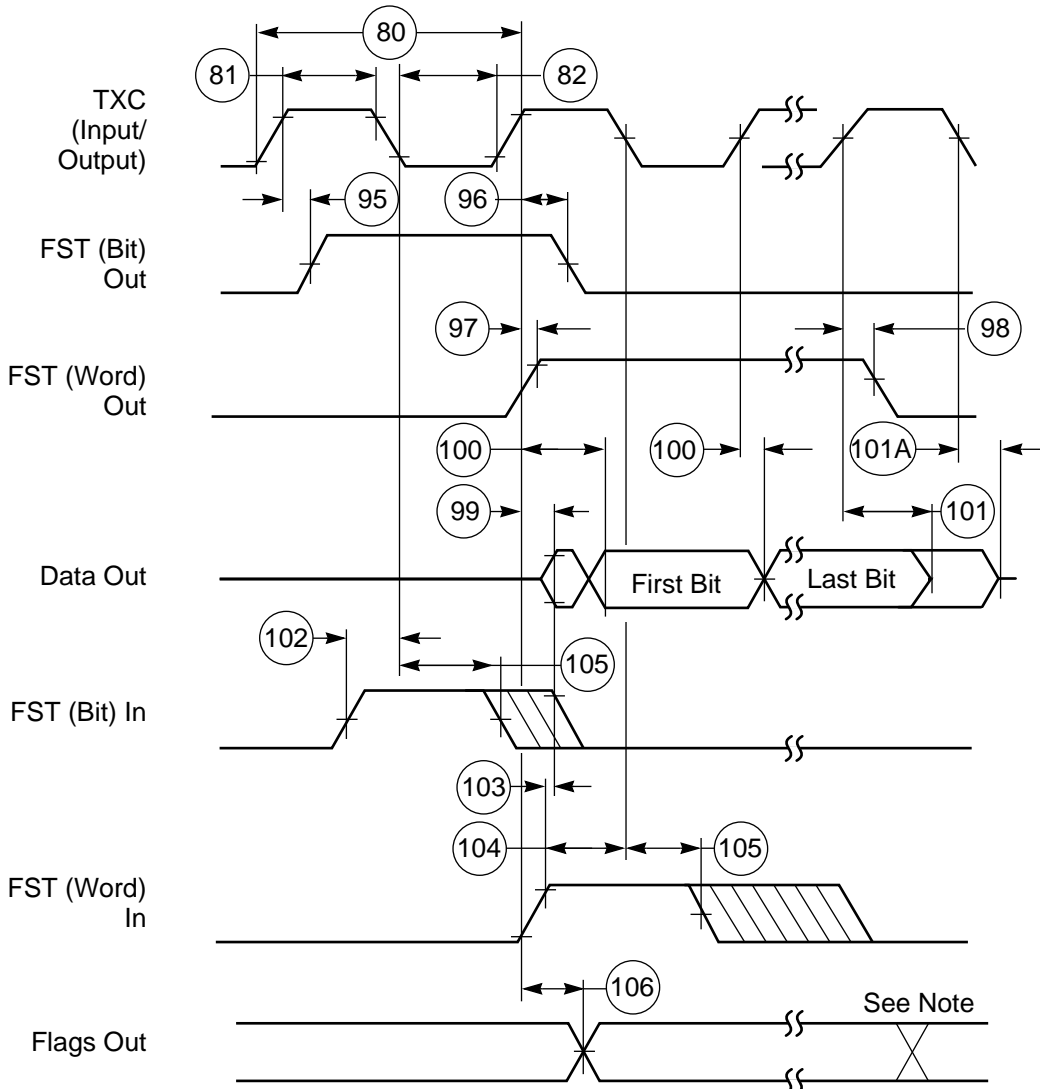 80
81
82
TXC
(Input/
Output)
95
96
FST (Bit)
Out
97
98
FST (Word)
Out
100
100
101A
99
101
Data Out
First Bit
Last Bit
102
105
FST (Bit) In
103
104
105
FST (Word)
In
106
See Note
Flags Out